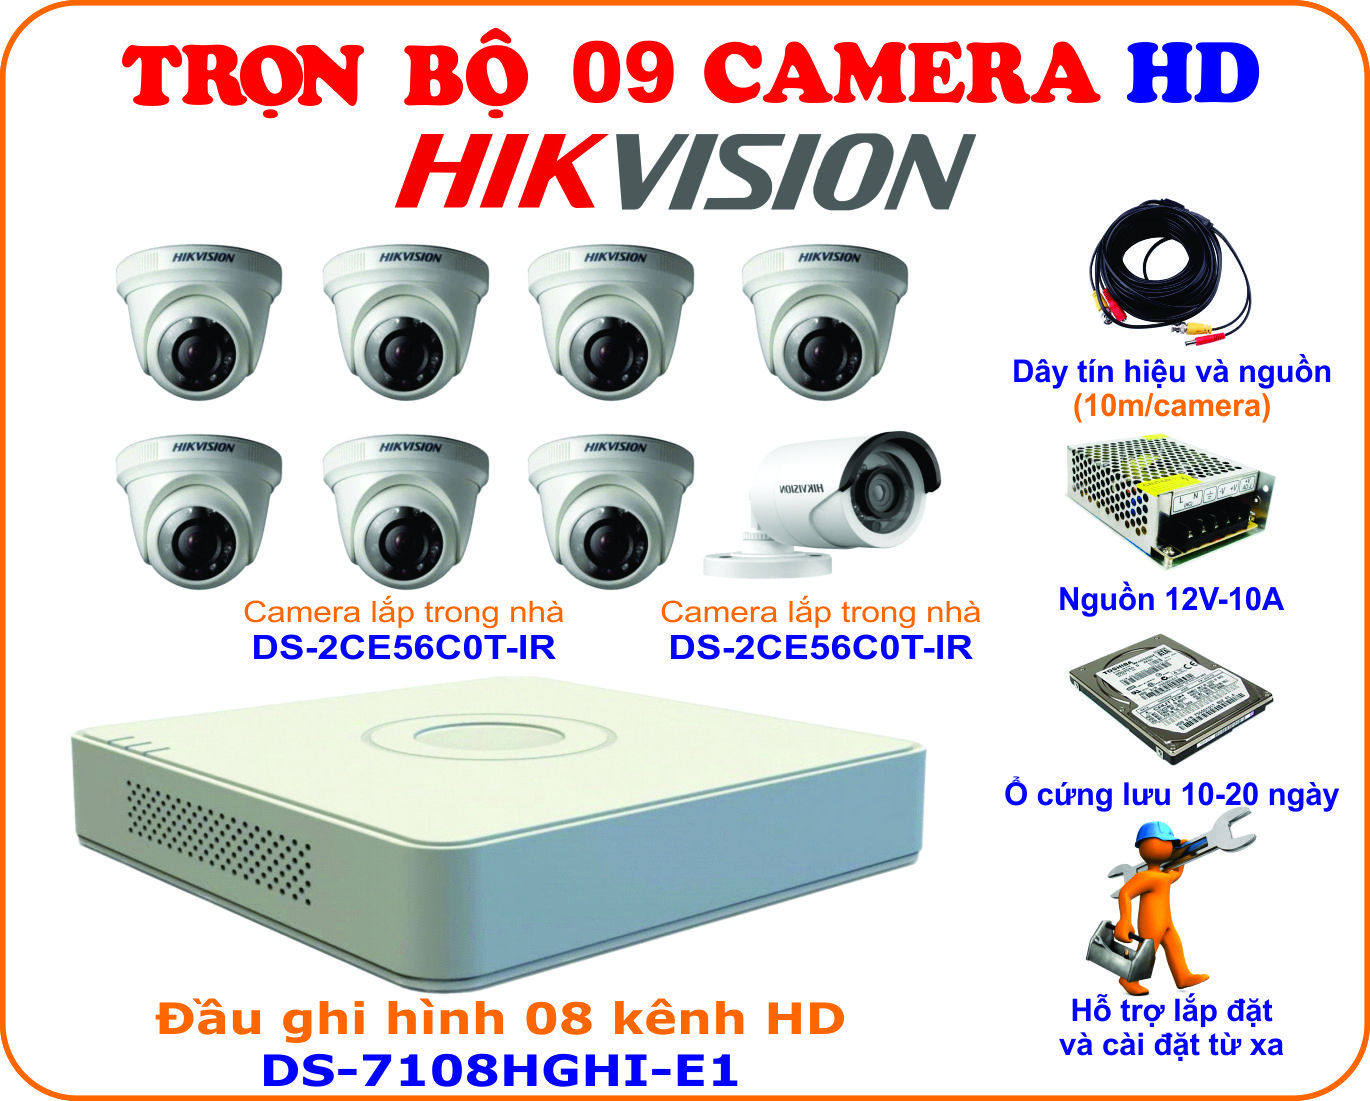 TRỌN BỘ 09 CAMERA HD
HIKVISION
HIKVISION
HIKVISION
HIKVISION
HIKVISION
HIKVISION
HIKVISION
HIKVISION
HIKVISION
Camera lắp trong nhà
DS-2CE56C0T-IR
Camera lắp trong nhà
DS-2CE56C0T-IR
Đầu ghi hình 08 kênh HD
DS-7108HGHI-E1
Dây tín hiệu và nguồn
(10m/camera)
L N -V +V
Nguồn 12V-10A
TOSHIBA
Ổ cứng lưu 10-20 ngày
Hỗ trợ lắp đặt
và cài đặt từ xa